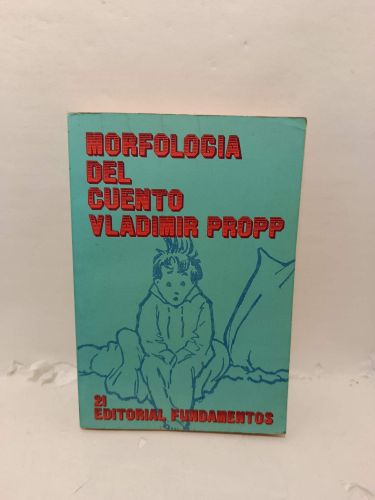 MORFOLOGIA
DEL
CUENTO
VLADIMIR PROPP
21
EDITORIAL FUNDAMENTOS